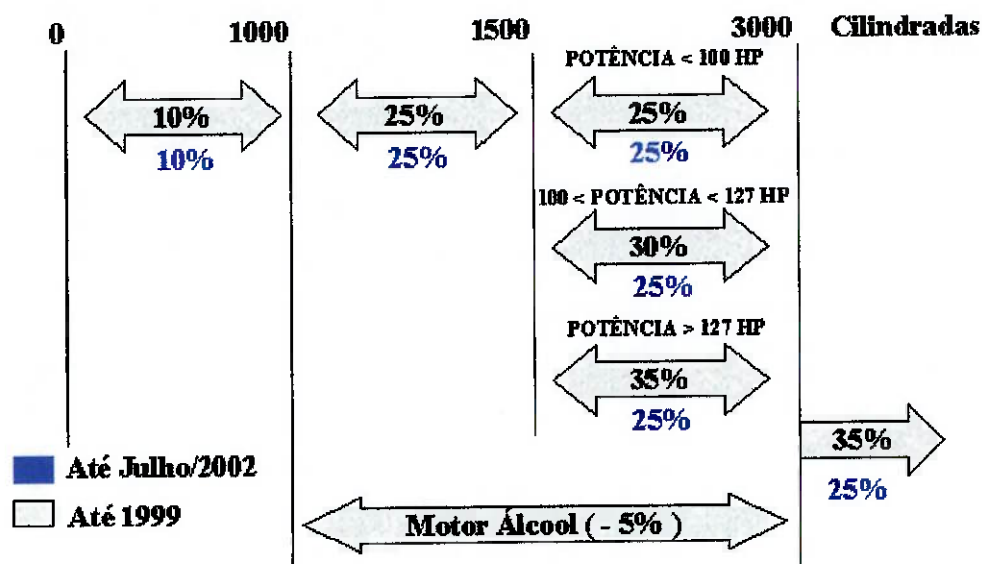 0 1000 1500 3000 Cilindradas
POTÊNCIA < 100 HP
10% 25% 25%
10% 25% 25%
100 < POTÊNCIA < 127 HP
30%
25%
POTÊNCIA > 127 HP
35%
25%
35%
25%
Até Julho/2002
Até 1999
Motor Álcool ( - 5% )